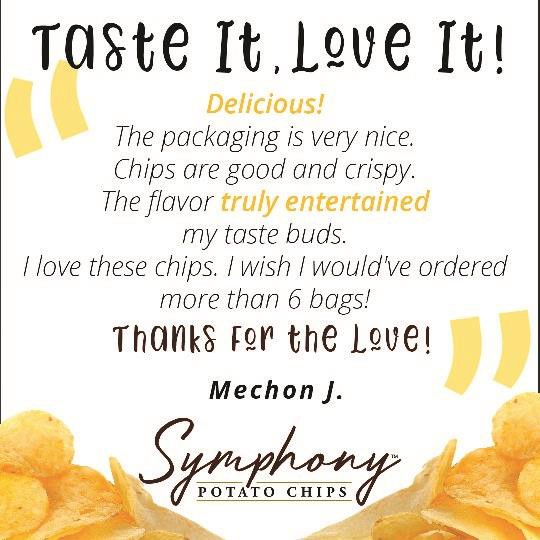 Taste It, Love It!
Delicious!
The packaging is very nice.
Chips are good and crispy.
The flavor truly entertained
my taste buds.
I love these chips. I wish I would've ordered
more than 6 bags!
Thanks For the Love!
Mechon J.
Symphony™
POTATO CHIPS